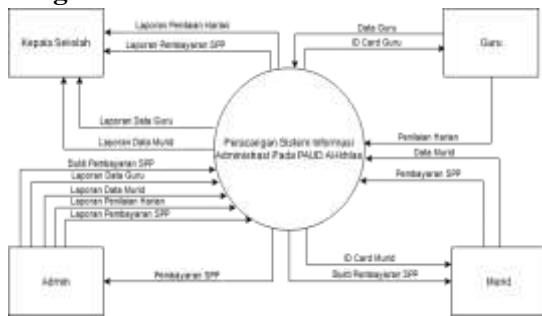 Laporan Penilaian Harian
Laporan Pembayaran SPP
Kepala Sekolah
Data Guru
ID Card Guru
Guru
Laporan Data Guru
Laporan Data Murid
Peracangan Sistem Informasi
Administrasi Pada PAUD Al-Ikhlas
Penilaian Harian
Data Murid
Pembayaran SPP
Bukti Pembayaran SPP
Laporan Data Guru
Laporan Data Murid
Laporan Penilaian Harian
Laporan Pembayaran SPP
Admin
Pembayaran SPP
ID Card Murid
Bukti Pembayaran SPP
Murid